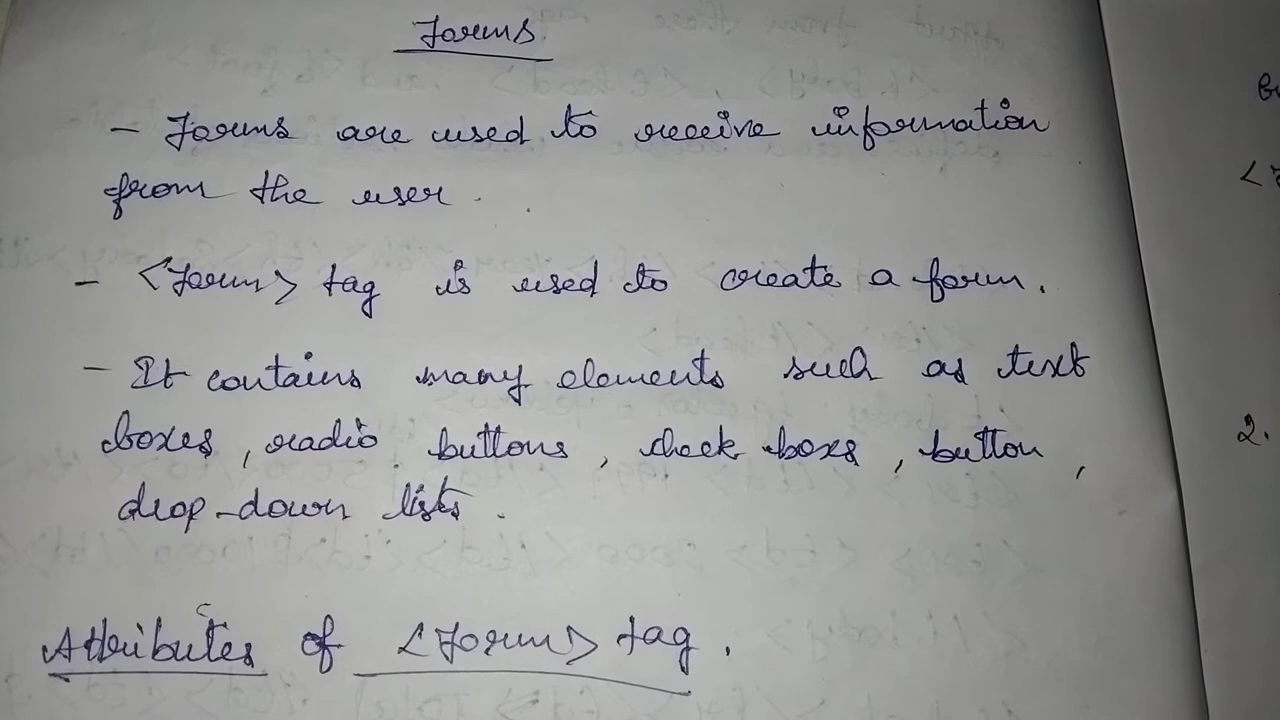 Forms
- Forms are used to receive information
from the user.
- <Form> tag is used to create a form.
- It contains many elements such as text
boxes, radio buttons, check boxs, button,
drop-down lists.
Attributes of <Form> tag.
2.